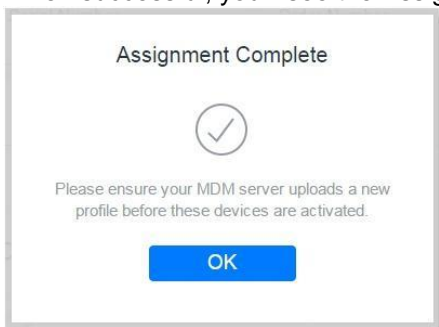 Assignment Complete
Please ensure your MDM server uploads a new
profile before these devices are activated.
OK